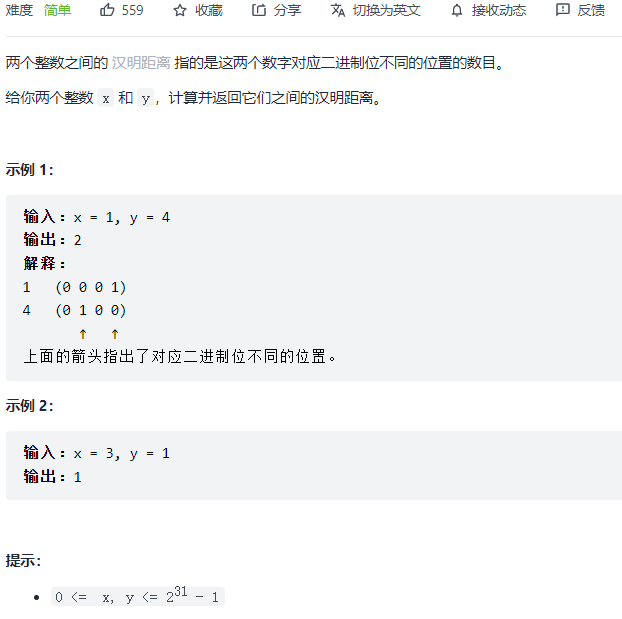 难度 简单 559 收藏 分享 切换为英文 接收动态 反馈
两个整数之间的 汉明距离 指的是这两个数字对应二进制位不同的位置的数目。
给你两个整数 x 和 y，计算并返回它们之间的汉明距离。
示例 1：
输入：x = 1, y = 4
输出：2
解释：
1 (0 0 0 1)
4 (0 1 0 0)
↑ ↑
上面的箭头指出了对应二进制位不同的位置。
示例 2：
输入：x = 3, y = 1
输出：1
提示：
• 0 <= x, y <= 2^31 - 1